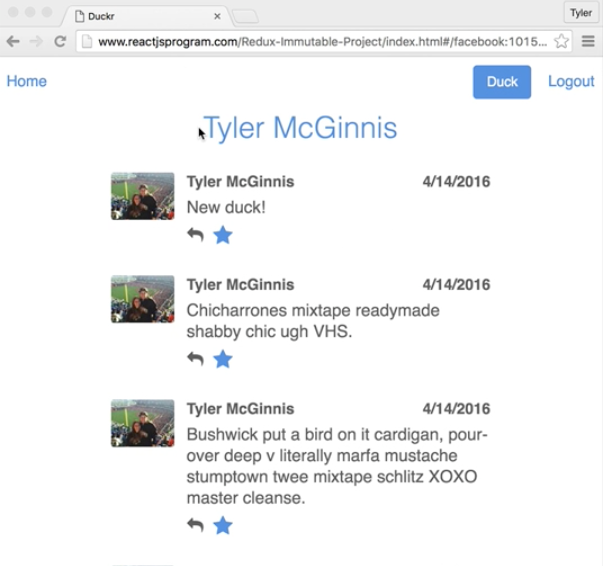 Duckr
Tyler
www.reactjsprogram.com/Redux-Immutable-Project/index.html#/facebook:1015...
Home
Duck
Logout
Tyler McGinnis
Tyler McGinnis 4/14/2016
New duck!
Tyler McGinnis 4/14/2016
Chicharrones mixtape readymade
shabby chic ugh VHS.
Tyler McGinnis 4/14/2016
Bushwick put a bird on it cardigan, pour-
over deep v literally marfa mustache
stumptown twee mixtape schlitz XOXO
master cleanse.